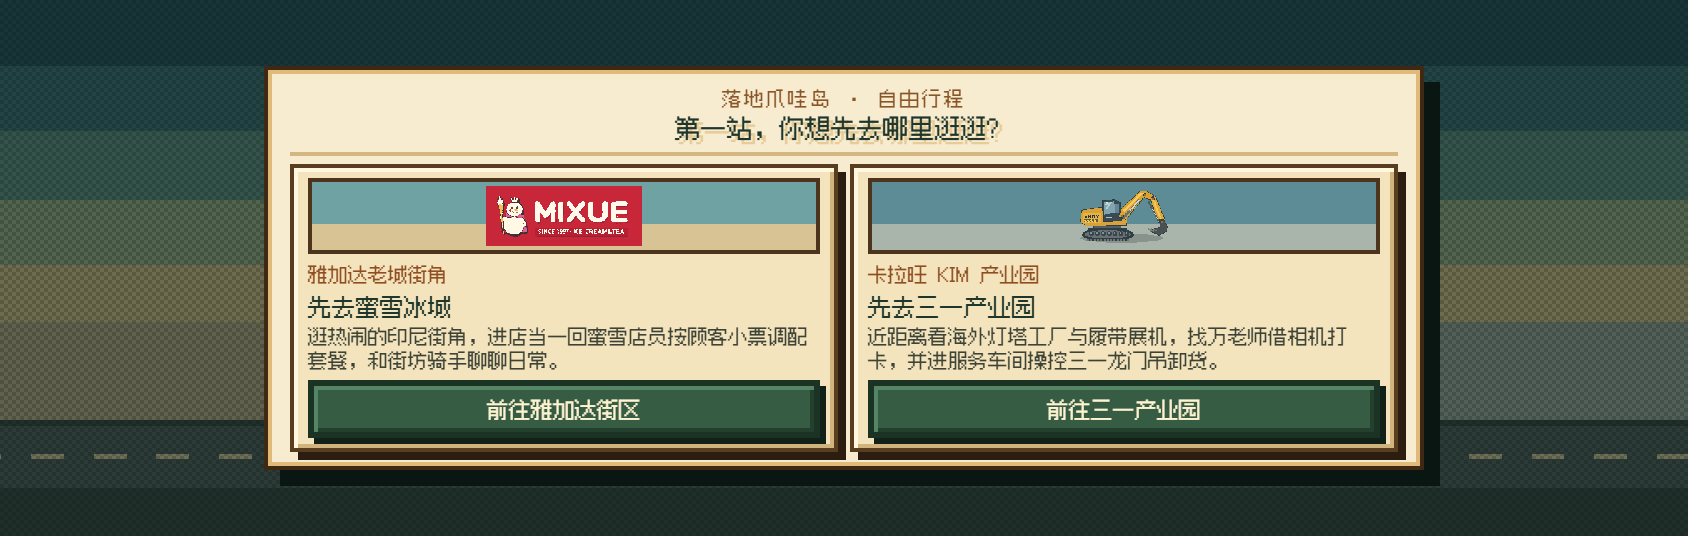 落地爪哇岛 · 自由行程
第一站，你想先去哪里逛逛?
MIXUE
SINCE 1997 · ICE CREAM&TEA
雅加达老城街角
先去蜜雪冰城
逛热闹的印尼街角，进店当一回蜜雪店员按顾客小票调配
套餐，和街坊骑手聊聊日常。
前往雅加达街区
卡拉旺 KIM 产业园
先去三一产业园
近距离看海外灯塔工厂与履带展机，找万老师借相机打
卡，并进服务车间操控三一龙门吊卸货。
前往三一产业园